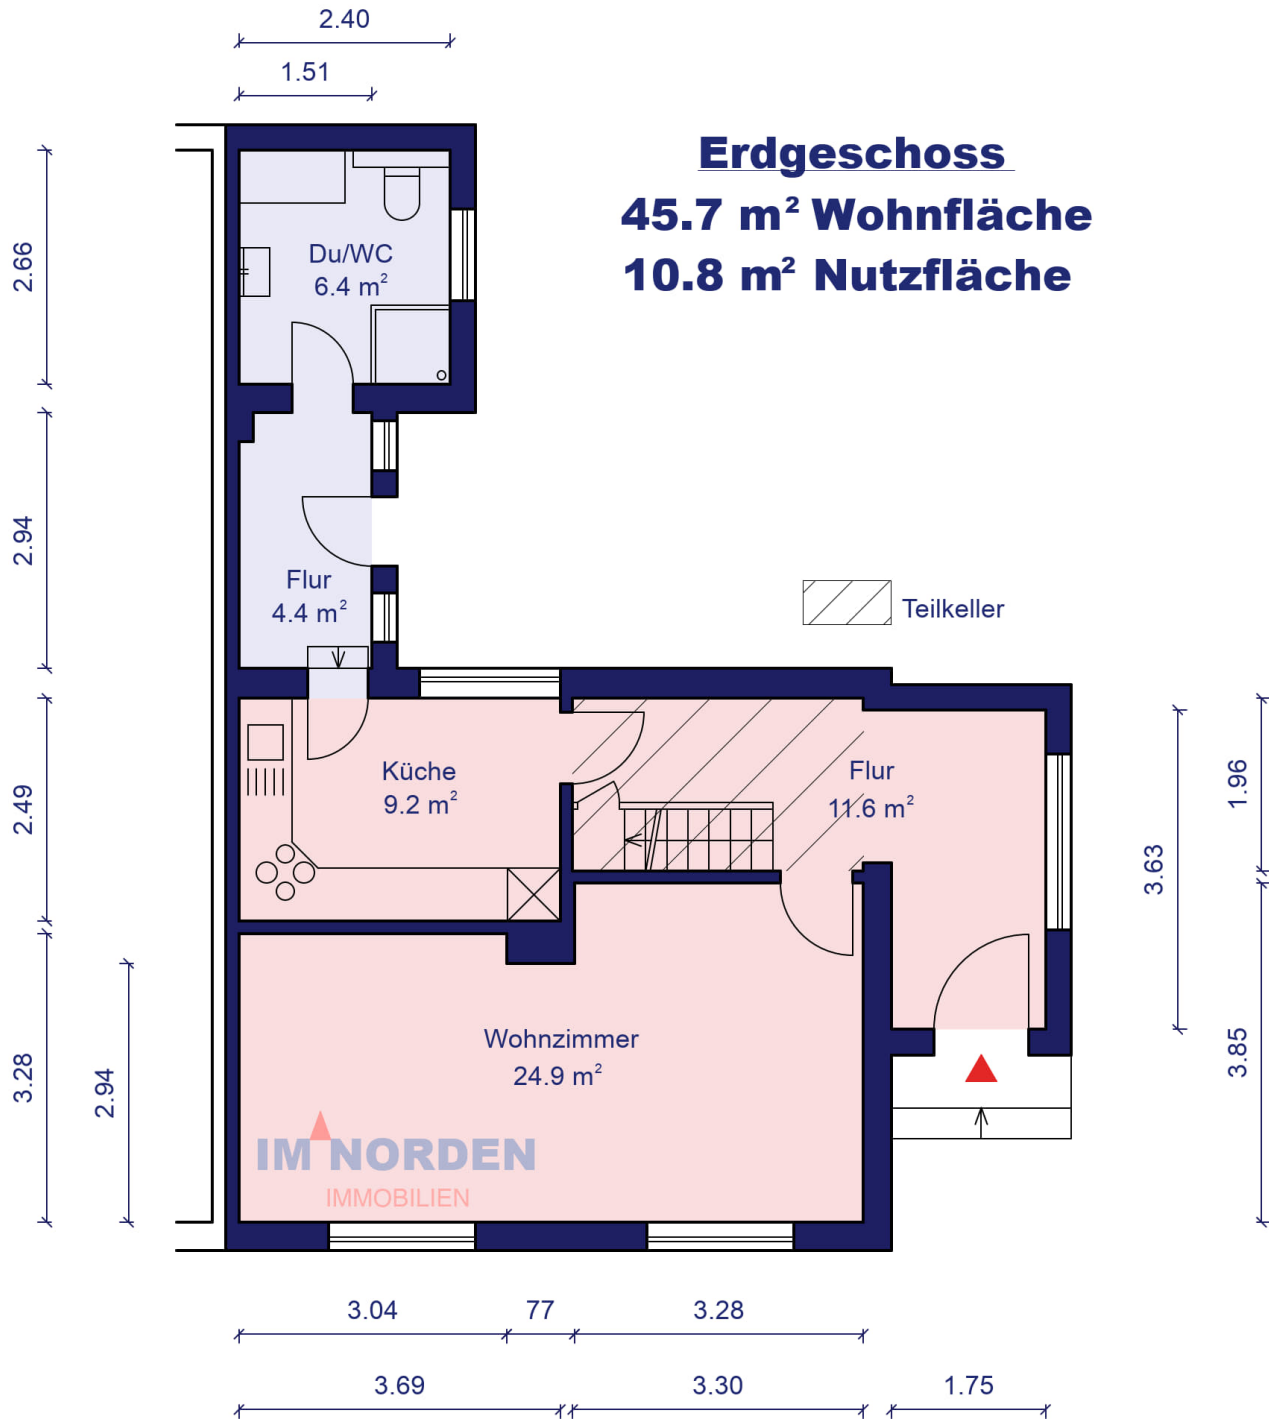 2.40
1.51
Erdgeschoss
45.7 m² Wohnfläche
10.8 m² Nutzfläche
2.66
Du/WC
6.4 m²
2.94
Flur
4.4 m²
Teilkeller
2.49
Küche
9.2 m²
Flur
11.6 m²
1.96
3.63
3.28
2.94
Wohnzimmer
24.9 m²
3.85
IM NORDEN
IMMOBILIEN
3.04
77
3.28
3.69
3.30
1.75